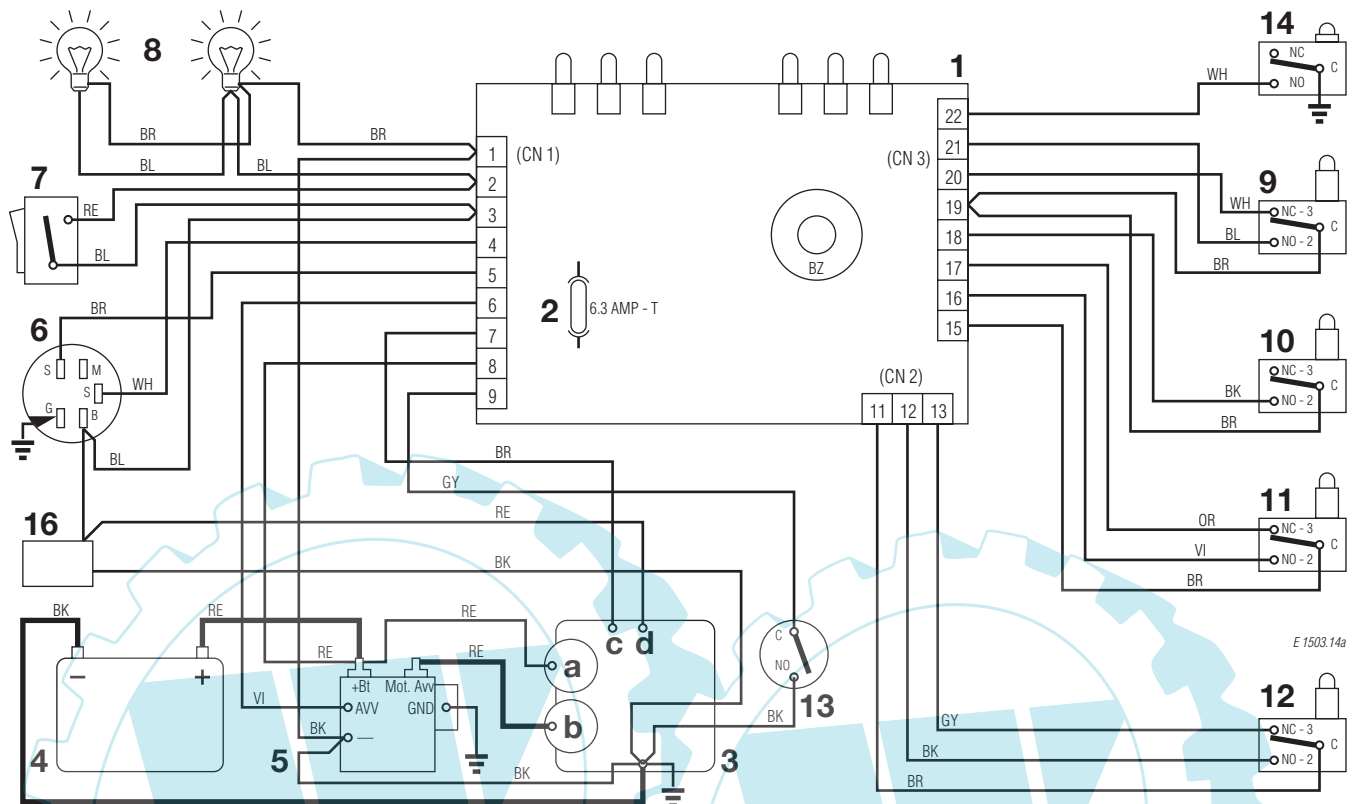 8
BR
BR
BL
BL
7
RE
BL
BR
6
S
M
S
WH
G
B
BL
16
1
(CN 1)
1
2
3
4
5
6
7
8
9
2
6.3 AMP - T
BZ
(CN 3)
22
21
20
19
18
17
16
15
(CN 2)
11
12
13
14
NC
C
NO
WH
9
NC - 3
C
NO - 2
WH
BL
BR
10
NC - 3
C
NO - 2
BK
BR
11
NC - 3
C
NO - 2
OR
VI
BR
E 1503.14a
12
NC - 3
C
NO - 2
GY
BK
BR
BR
GY
RE
BK
BK
RE
RE
RE
RE
–
+
4
VI
BK
+Bt
Mot. Avv
AVV
GND
—
5
BK
a
b
c
d
3
C
NO
13
BK